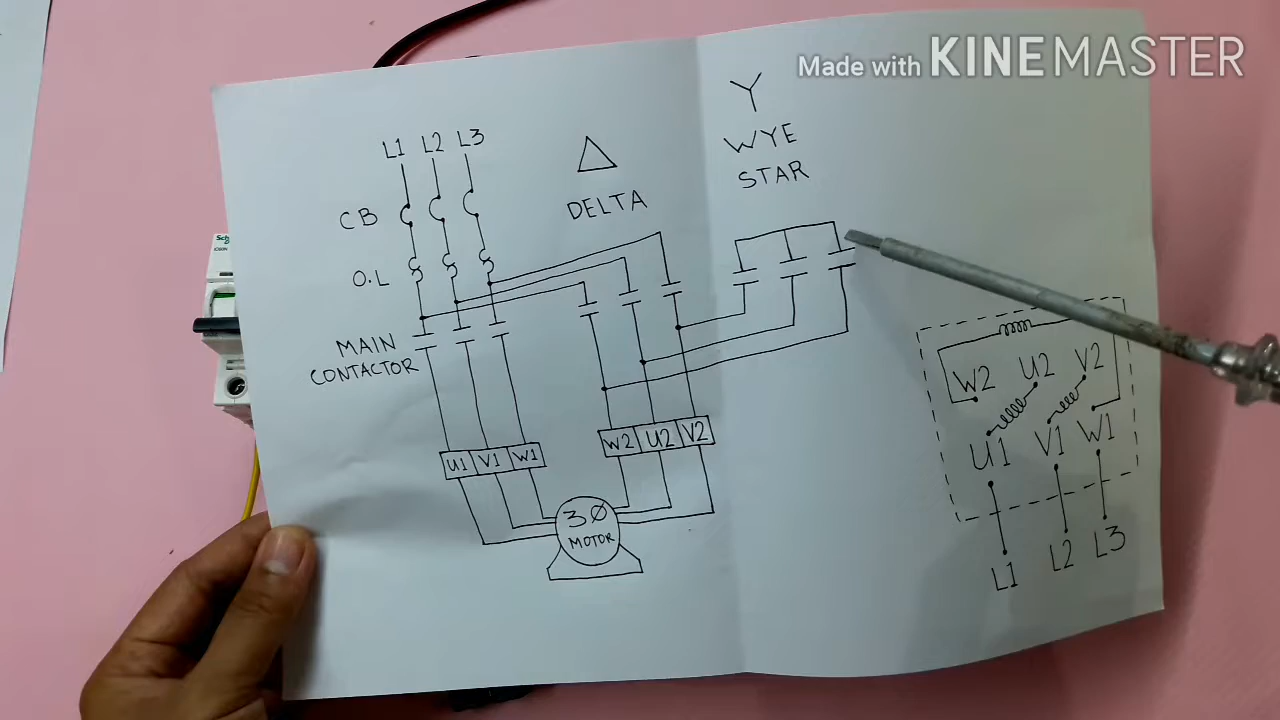 Made with KINEMASTER
Y
WYE
STAR
Δ
DELTA
L1 L2 L3
CB
O.L
MAIN
CONTACTOR
U1 V1 W1
W2 U2 V2
3Ø
MOTOR
W2 U2 V2
U1 V1 W1
L1 L2 L3